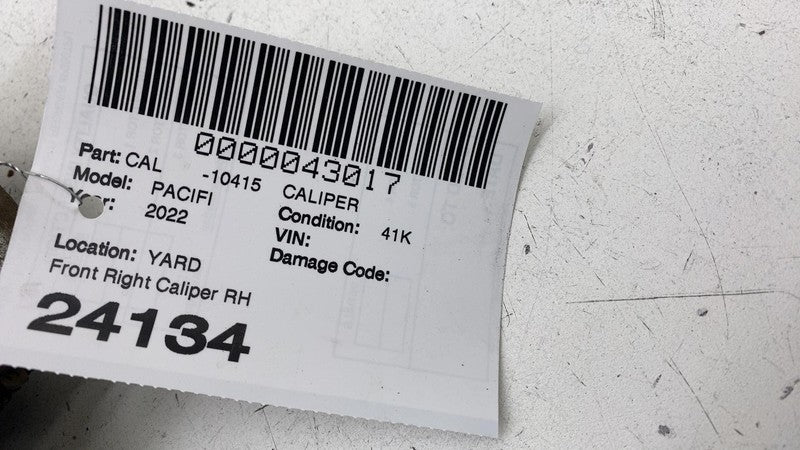 0000043017
Part: CAL -10415 CALIPER
Model: PACIFI Condition: 41K
Year: 2022 VIN:
Damage Code:
Location: YARD
Front Right Caliper RH
24134